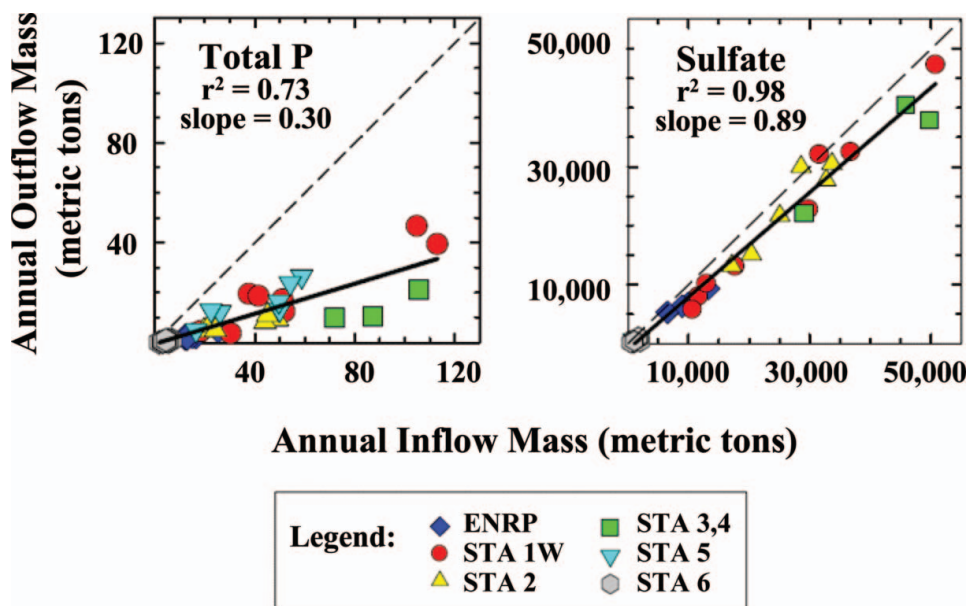 Annual Outflow Mass
(metric tons)
130
80
40
Total P
r² = 0.73
slope = 0.30
40
80
120
55,000
30,000
10,000
Sulfate
r² = 0.98
slope = 0.89
10,000
30,000
50,000
Annual Inflow Mass (metric tons)
Legend:
ENRP
STA 1W
STA 2
STA 3,4
STA 5
STA 6